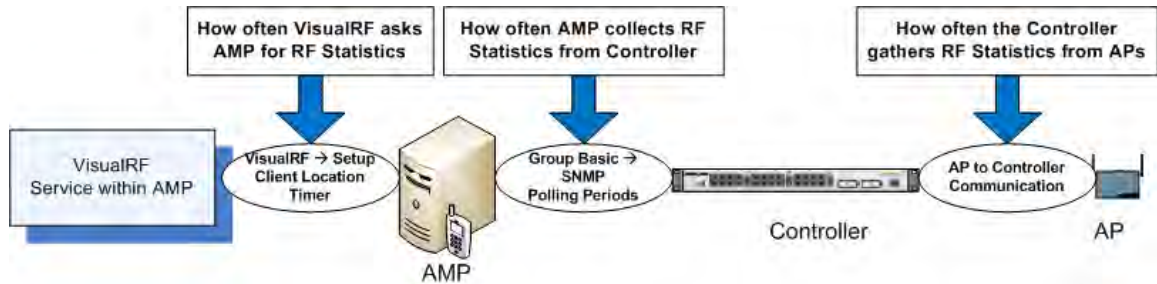 How often VisualRF asks
AMP for RF Statistics
How often AMP collects RF
Statistics from Controller
How often the Controller
gathers RF Statistics from APs
VisualRF
Service within AMP
VisualRF → Setup
Client Location
Timer
Group Basic →
SNMP
Polling Periods
AP to Controller
Communication
AMP
Controller
AP